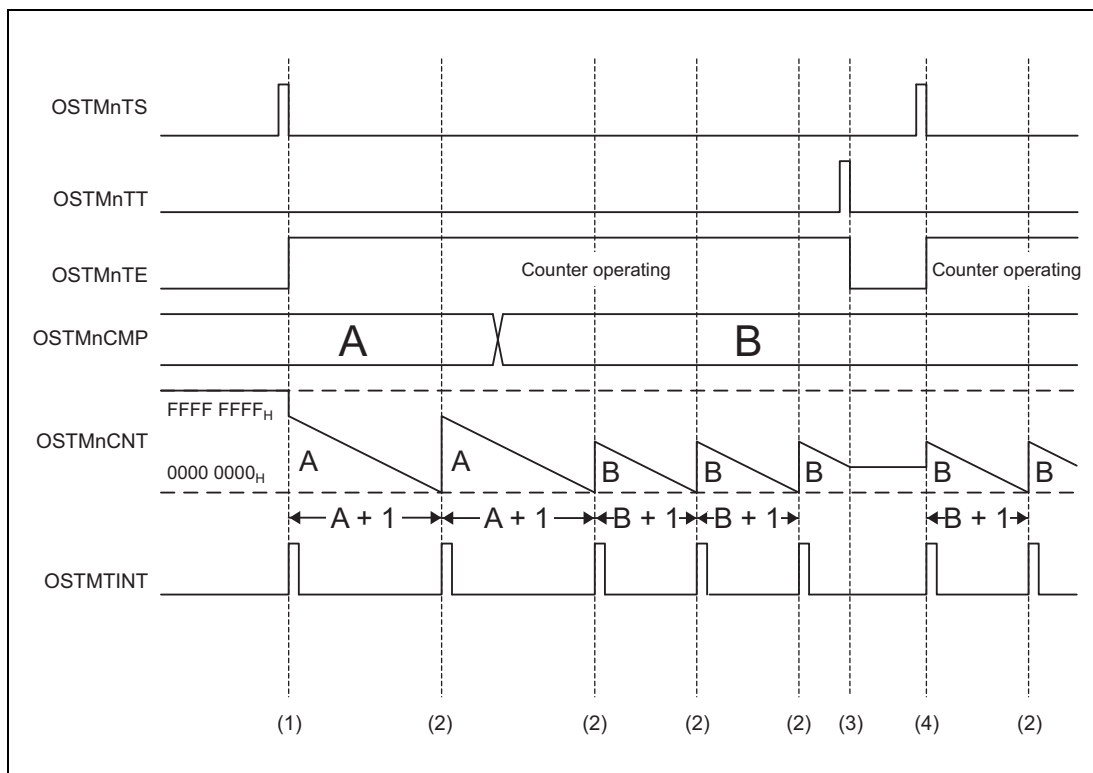 OSTMnTS
OSTMnTT
OSTMnTE
Counter operating
Counter operating
OSTMnCMP
A
B
FFFF FFFFH
OSTMnCNT
0000 0000H
A
A
B
B
B
B
B
A + 1
A + 1
B + 1
B + 1
B + 1
OSTMTINT
(1)
(2)
(2)
(2)
(2)
(3)
(4)
(2)